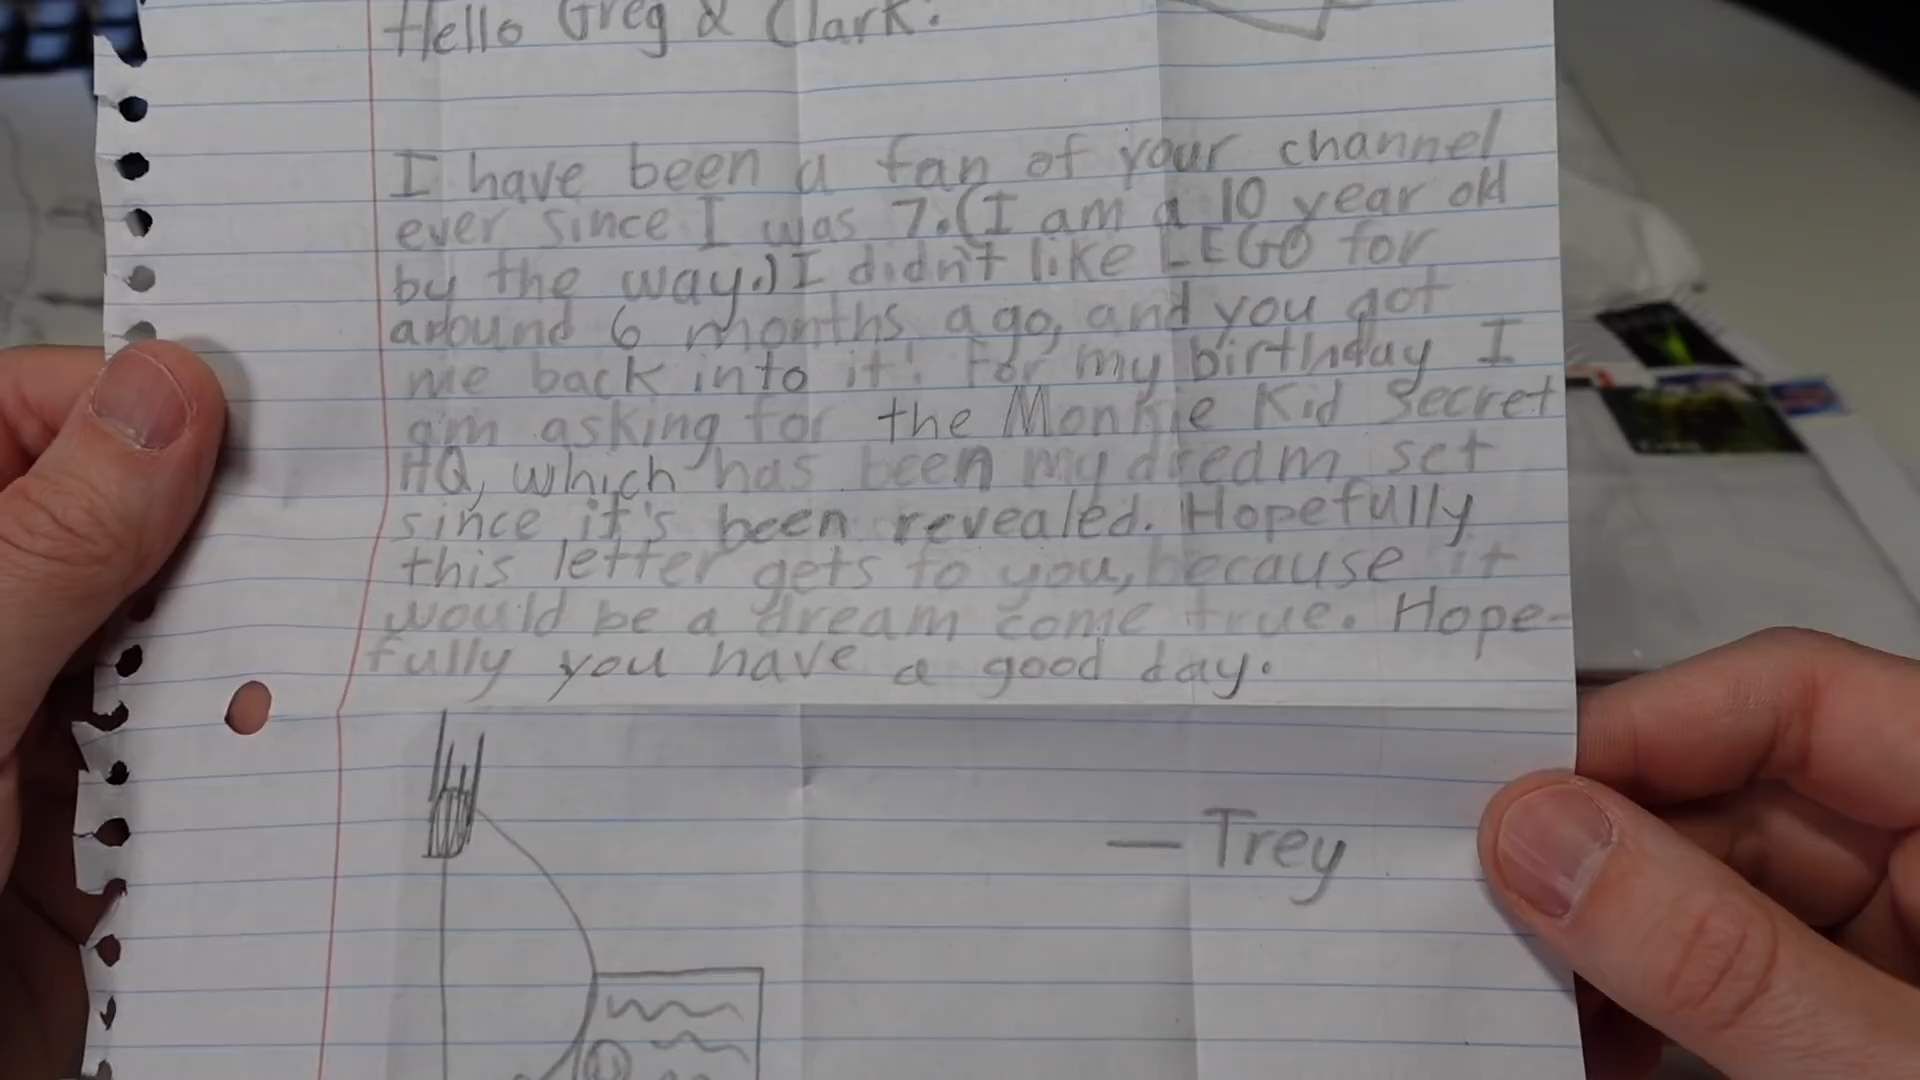 Hello Greg & Clark.
I have been a fan of your channel
ever since I was 7. (I am a 10 year old
by the way.) I didn't like LEGO for
around 6 months ago, and you got
me back into it! For my birthday I
am asking for the Monkie Kid Secret
HQ, which has been my dream set
since it's been revealed. Hopefully
this letter gets to you, because it
would be a dream come true. Hope-
fully you have a good day.
— Trey